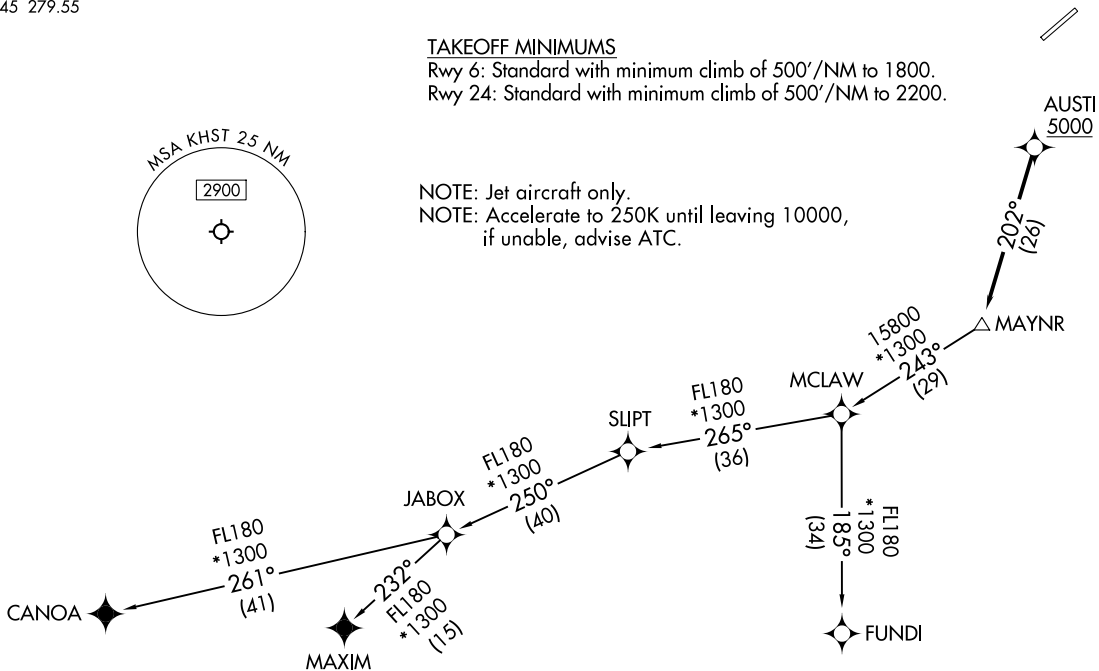 45 279.55
TAKEOFF MINIMUMS
Rwy 6: Standard with minimum climb of 500'/NM to 1800.
Rwy 24: Standard with minimum climb of 500'/NM to 2200.
AUSTI
5000
MSA KHST 25 NM
2900
NOTE: Jet aircraft only.
NOTE: Accelerate to 250K until leaving 10000,
if unable, advise ATC.
202°
(26)
MAYNR
15800
*1300
243°
(29)
MCLAW
FL180
*1300
265°
(36)
SLIPT
FL180
*1300
250°
(40)
JABOX
FL180
*1300
185°
(34)
FL180
*1300
261°
(41)
232°
FL180
*1300
(15)
CANOA
MAXIM
FUNDI